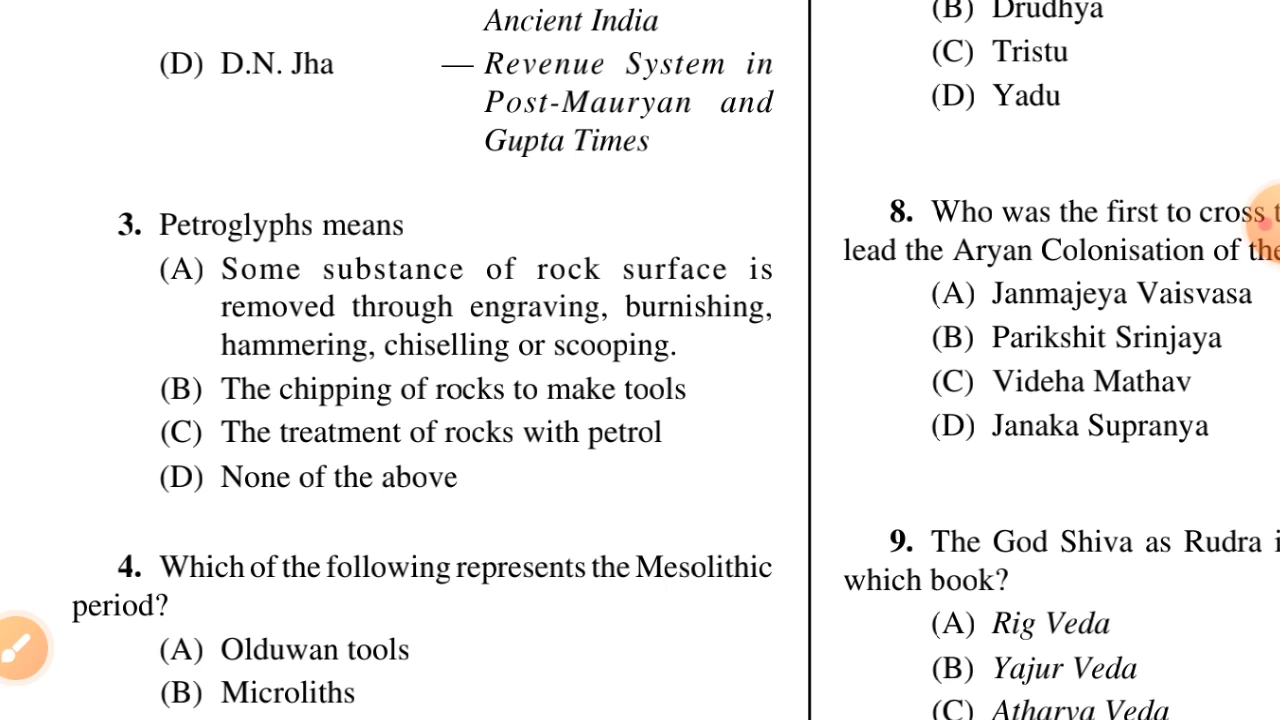 Ancient India
(D) D.N. Jha — Revenue System in
Post-Mauryan and
Gupta Times
3. Petroglyphs means
(A) Some substance of rock surface is
removed through engraving, burnishing,
hammering, chiselling or scooping.
(B) The chipping of rocks to make tools
(C) The treatment of rocks with petrol
(D) None of the above
4. Which of the following represents the Mesolithic
period?
(A) Olduwan tools
(B) Microliths
(B) Drudhya
(C) Tristu
(D) Yadu
8. Who was the first to cross
lead the Aryan Colonisation of the
(A) Janmajeya Vaisvasa
(B) Parikshit Srinjaya
(C) Videha Mathav
(D) Janaka Supranya
9. The God Shiva as Rudra
which book?
(A) Rig Veda
(B) Yajur Veda
(C) Atharva Veda